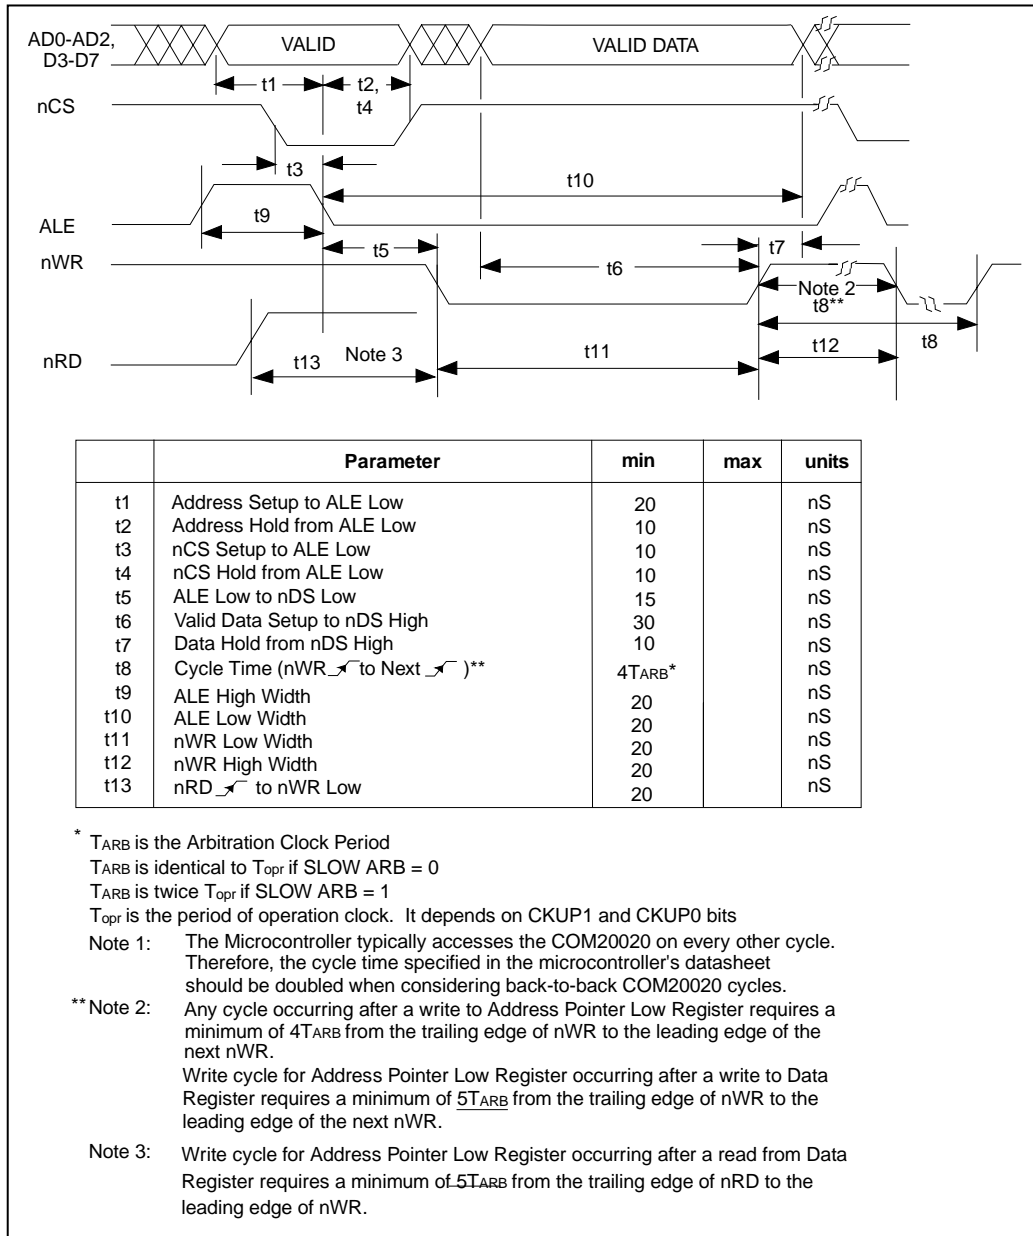 AD0-AD2,
D3-D7
VALID
VALID DATA
t1
t2,
t4
nCS
t3
t10
ALE
t9
t5
t7
nWR
t6
Note 2
t8**
t8
nRD
t13
Note 3
t11
t12
Parameter min max units
t1 Address Setup to ALE Low 20 nS
t2 Address Hold from ALE Low 10 nS
t3 nCS Setup to ALE Low 10 nS
t4 nCS Hold from ALE Low 10 nS
t5 ALE Low to nDS Low 15 nS
t6 Valid Data Setup to nDS High 30 nS
t7 Data Hold from nDS High 10 nS
t8 Cycle Time (nWR to Next )** 4TARB* nS
t9 ALE High Width 20 nS
t10 ALE Low Width 20 nS
t11 nWR Low Width 20 nS
t12 nWR High Width 20 nS
t13 nRD to nWR Low 20 nS
* TARB is the Arbitration Clock Period
TARB is identical to Topr if SLOW ARB = 0
TARB is twice Topr if SLOW ARB = 1
Topr is the period of operation clock. It depends on CKUP1 and CKUP0 bits
Note 1: The Microcontroller typically accesses the COM20020 on every other cycle.
Therefore, the cycle time specified in the microcontroller's datasheet
should be doubled when considering back-to-back COM20020 cycles.
**Note 2: Any cycle occurring after a write to Address Pointer Low Register requires a
minimum of 4TARB from the trailing edge of nWR to the leading edge of the
next nWR.
Write cycle for Address Pointer Low Register occurring after a write to Data
Register requires a minimum of 5TARB from the trailing edge of nWR to the
leading edge of the next nWR.
Note 3: Write cycle for Address Pointer Low Register occurring after a read from Data
Register requires a minimum of 5TARB from the trailing edge of nRD to the
leading edge of nWR.